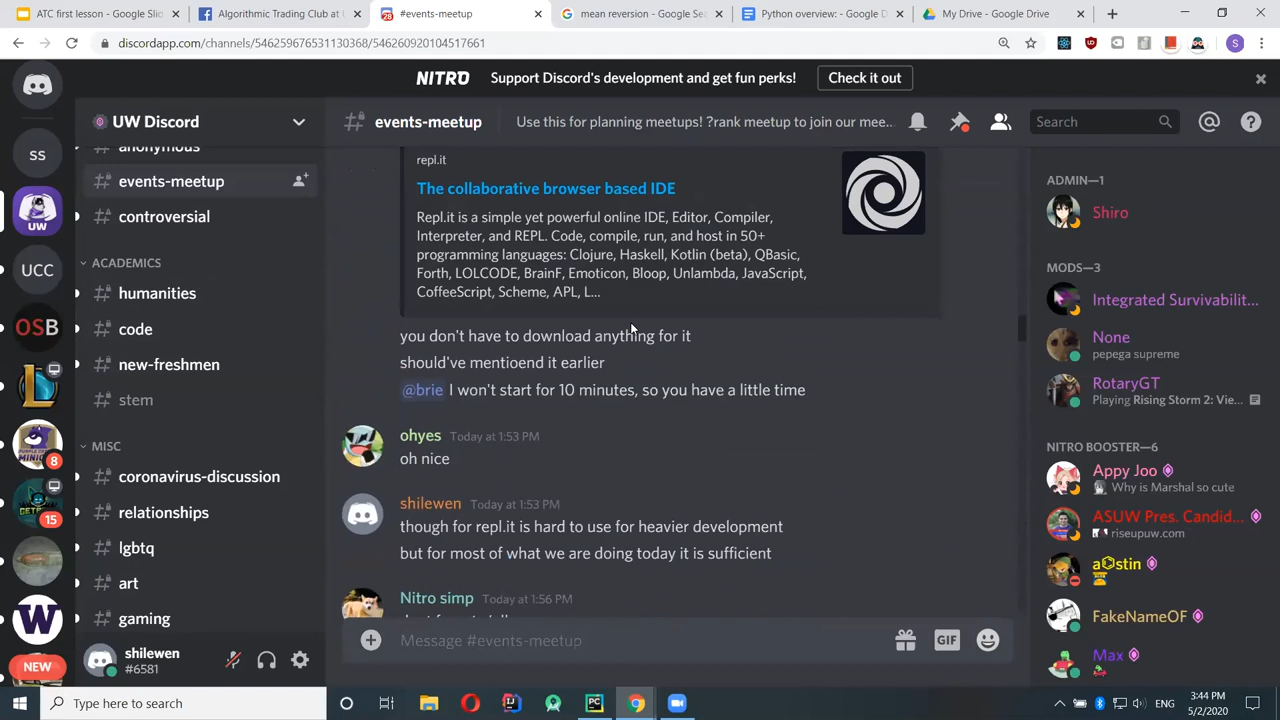 ATC first lesson - Google Slid
Algorithmic Trading Club at U
#events-meetup
mean reversion - Google Se
Python overview: - Google D
My Drive - Google Drive
discordapp.com/channels/546259676531130368/546260920104517661
NITRO Support Discord's development and get fun perks! Check it out
UW Discord
events-meetup
Use this for planning meetups! ?rank meetup to join our mee...
Search
anonymous
events-meetup
controversial
ACADEMICS
humanities
code
new-freshmen
stem
MISC
coronavirus-discussion
relationships
lgbtq
art
gaming
ss
UW
UCC
OSB
8
15
W
NEW
shilewen
#6581
repl.it
The collaborative browser based IDE
Repl.it is a simple yet powerful online IDE, Editor, Compiler,
Interpreter, and REPL. Code, compile, run, and host in 50+
programming languages: Clojure, Haskell, Kotlin (beta), QBasic,
Forth, LOLCODE, BrainF, Emoticon, Bloop, Unlambda, JavaScript,
CoffeeScript, Scheme, APL, L...
you don't have to download anything for it
should've mentioend it earlier
@brie I won't start for 10 minutes, so you have a little time
ohyes Today at 1:53 PM
oh nice
shilewen Today at 1:53 PM
though for repl.it is hard to use for heavier development
but for most of what we are doing today it is sufficient
Nitro simp Today at 1:56 PM
Message #events-meetup
GIF
ADMIN—1
Shiro
MODS—3
Integrated Survivabilit...
None
pepega supreme
RotaryGT
Playing Rising Storm 2: Vie...
NITRO BOOSTER—6
Appy Joo
Why is Marshal so cute
ASUW Pres. Candid...
riseupuw.com
a⌬stin
FakeNameOF
Max
Type here to search
ENG
3:44 PM
5/2/2020